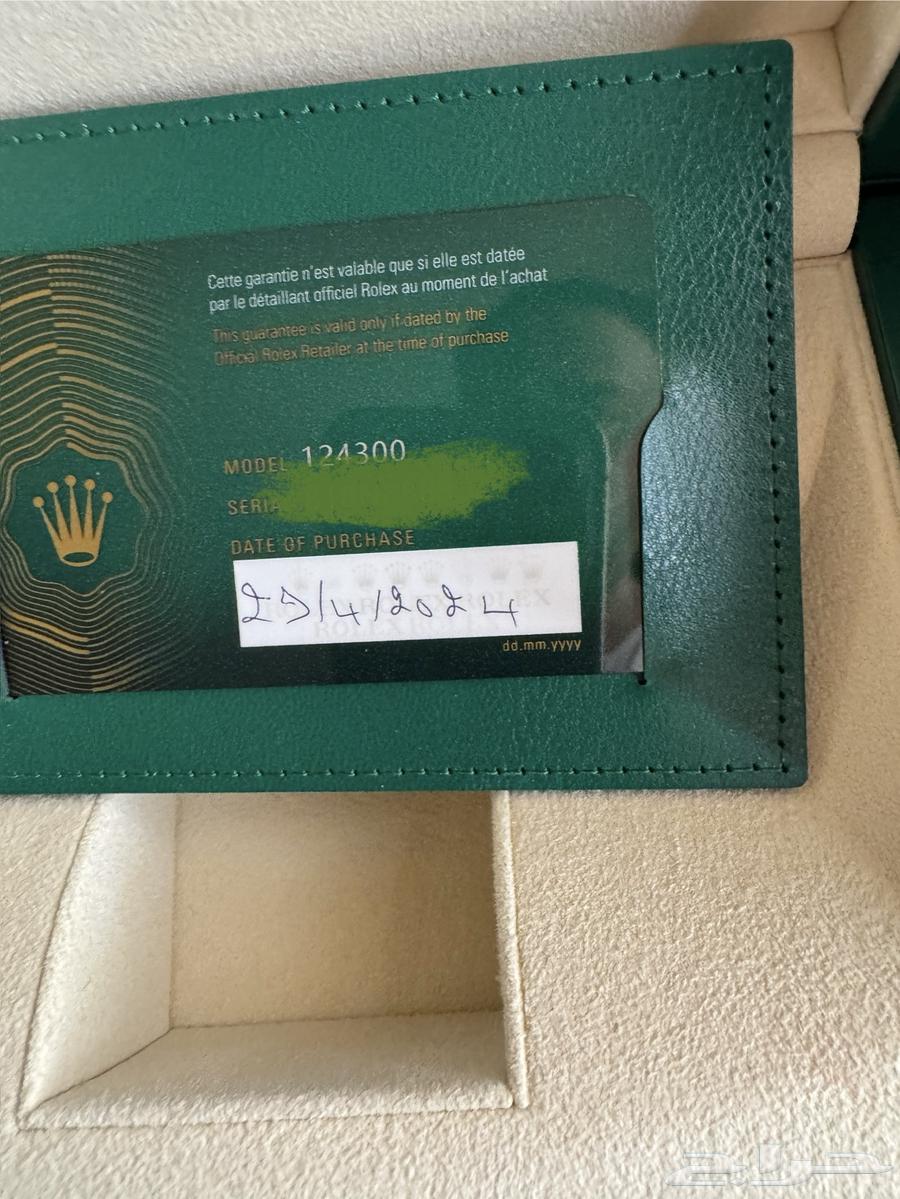 Cette garantie n'est valable que si elle est datée
par le détaillant officiel Rolex au moment de l'achat
This guarantee is valid only if dated by the
Official Rolex Retailer at the time of purchase
MODEL 124300
DATE OF PURCHASE
25/4/2024
dd.mm.yyyy
حراج